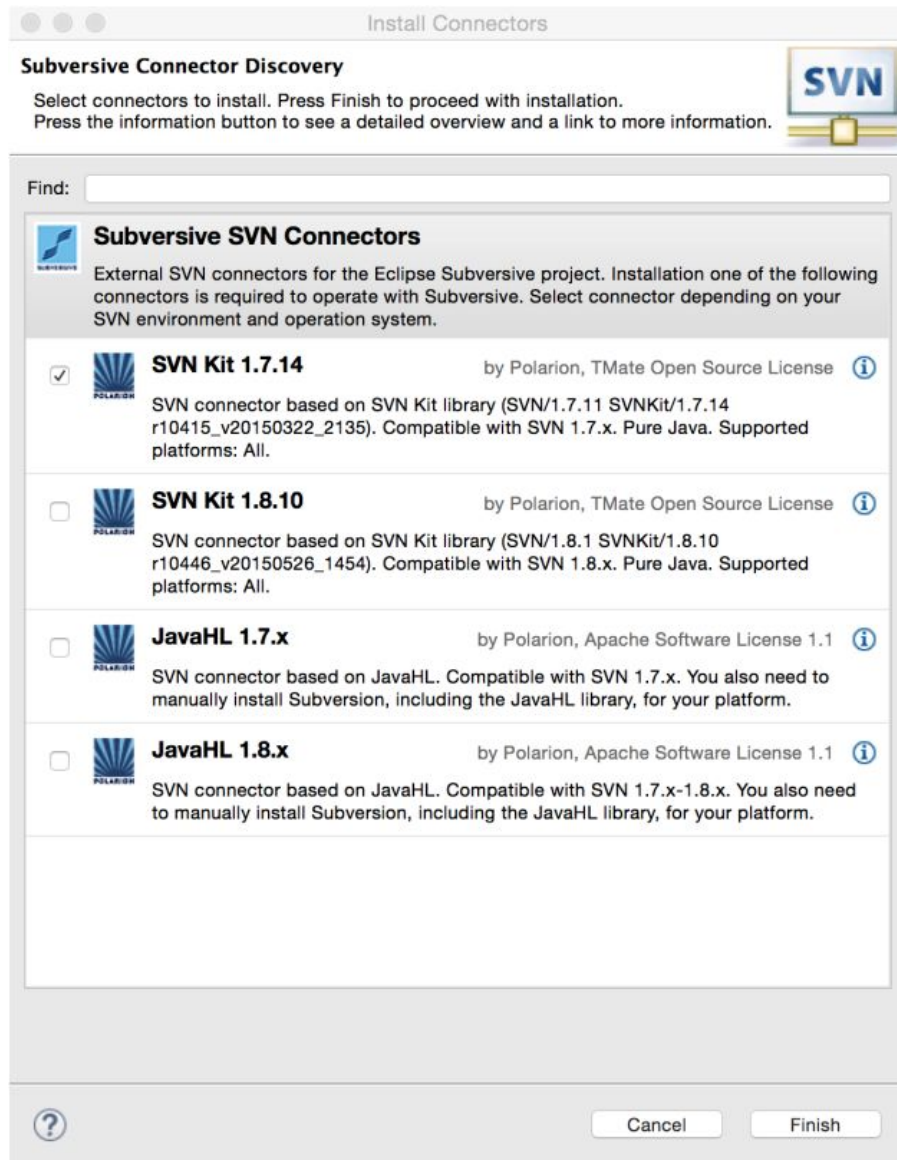 Install Connectors
Subversive Connector Discovery
Select connectors to install. Press Finish to proceed with installation.
Press the information button to see a detailed overview and a link to more information.
SVN
Find:
SUBVERSIVE
Subversive SVN Connectors
External SVN connectors for the Eclipse Subversive project. Installation one of the following
connectors is required to operate with Subversive. Select connector depending on your
SVN environment and operation system.
SVN Kit 1.7.14
by Polarion, TMate Open Source License
POLARION
SVN connector based on SVN Kit library (SVN/1.7.11 SVNKit/1.7.14
r10415_v20150322_2135). Compatible with SVN 1.7.x. Pure Java. Supported
platforms: All.
SVN Kit 1.8.10
by Polarion, TMate Open Source License
POLARION
SVN connector based on SVN Kit library (SVN/1.8.1 SVNKit/1.8.10
r10446_v20150526_1454). Compatible with SVN 1.8.x. Pure Java. Supported
platforms: All.
JavaHL 1.7.x
by Polarion, Apache Software License 1.1
POLARION
SVN connector based on JavaHL. Compatible with SVN 1.7.x. You also need to
manually install Subversion, including the JavaHL library, for your platform.
JavaHL 1.8.x
by Polarion, Apache Software License 1.1
POLARION
SVN connector based on JavaHL. Compatible with SVN 1.7.x-1.8.x. You also need
to manually install Subversion, including the JavaHL library, for your platform.
?
Cancel
Finish